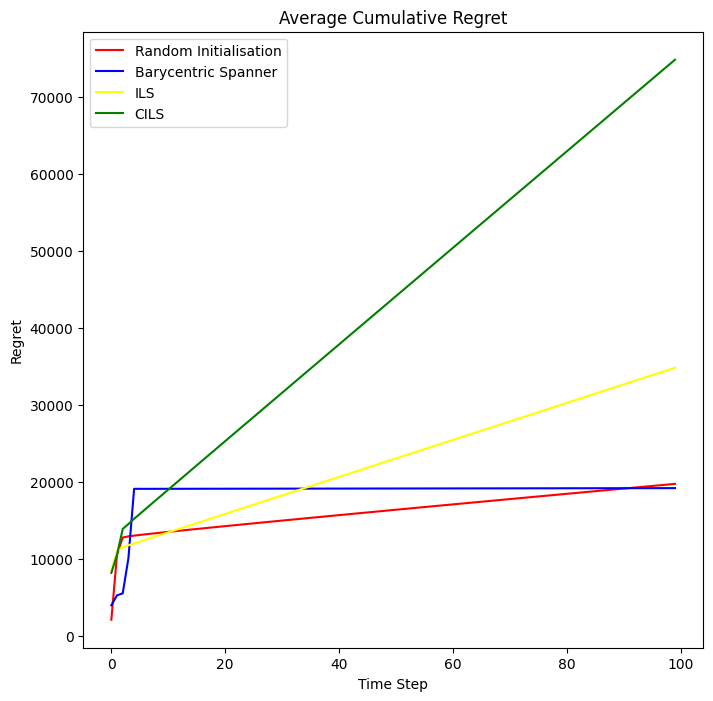 Average Cumulative Regret
Random Initialisation
Barycentric Spanner
ILS
CILS
Regret
70000
60000
50000
40000
30000
20000
10000
0
0 20 40 60 80 100
Time Step